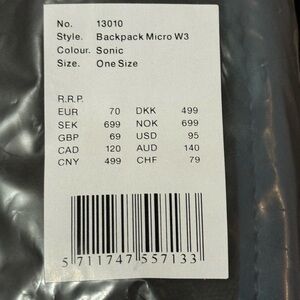 No. 13010
Style. Backpack Micro W3
Colour. Sonic
Size. One Size
R.R.P.
EUR 70 DKK 499
SEK 699 NOK 699
GBP 69 USD 95
CAD 120 AUD 140
CNY 499 CHF 79
5 711747 557133